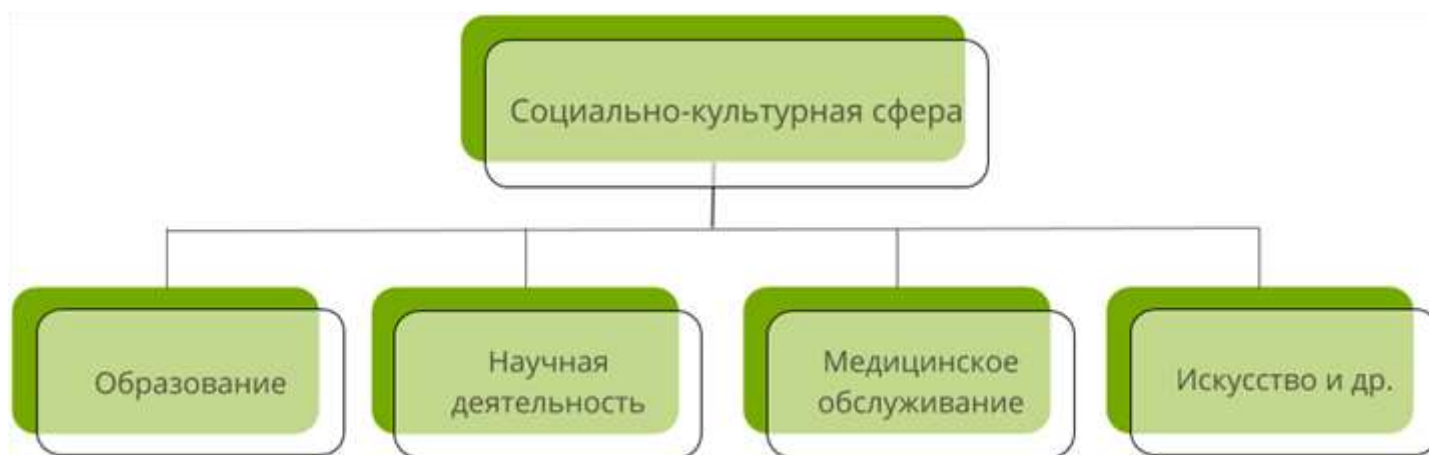 Социально-культурная сфера
Образование
Научная
деятельность
Медицинское
обслуживание
Искусство и др.